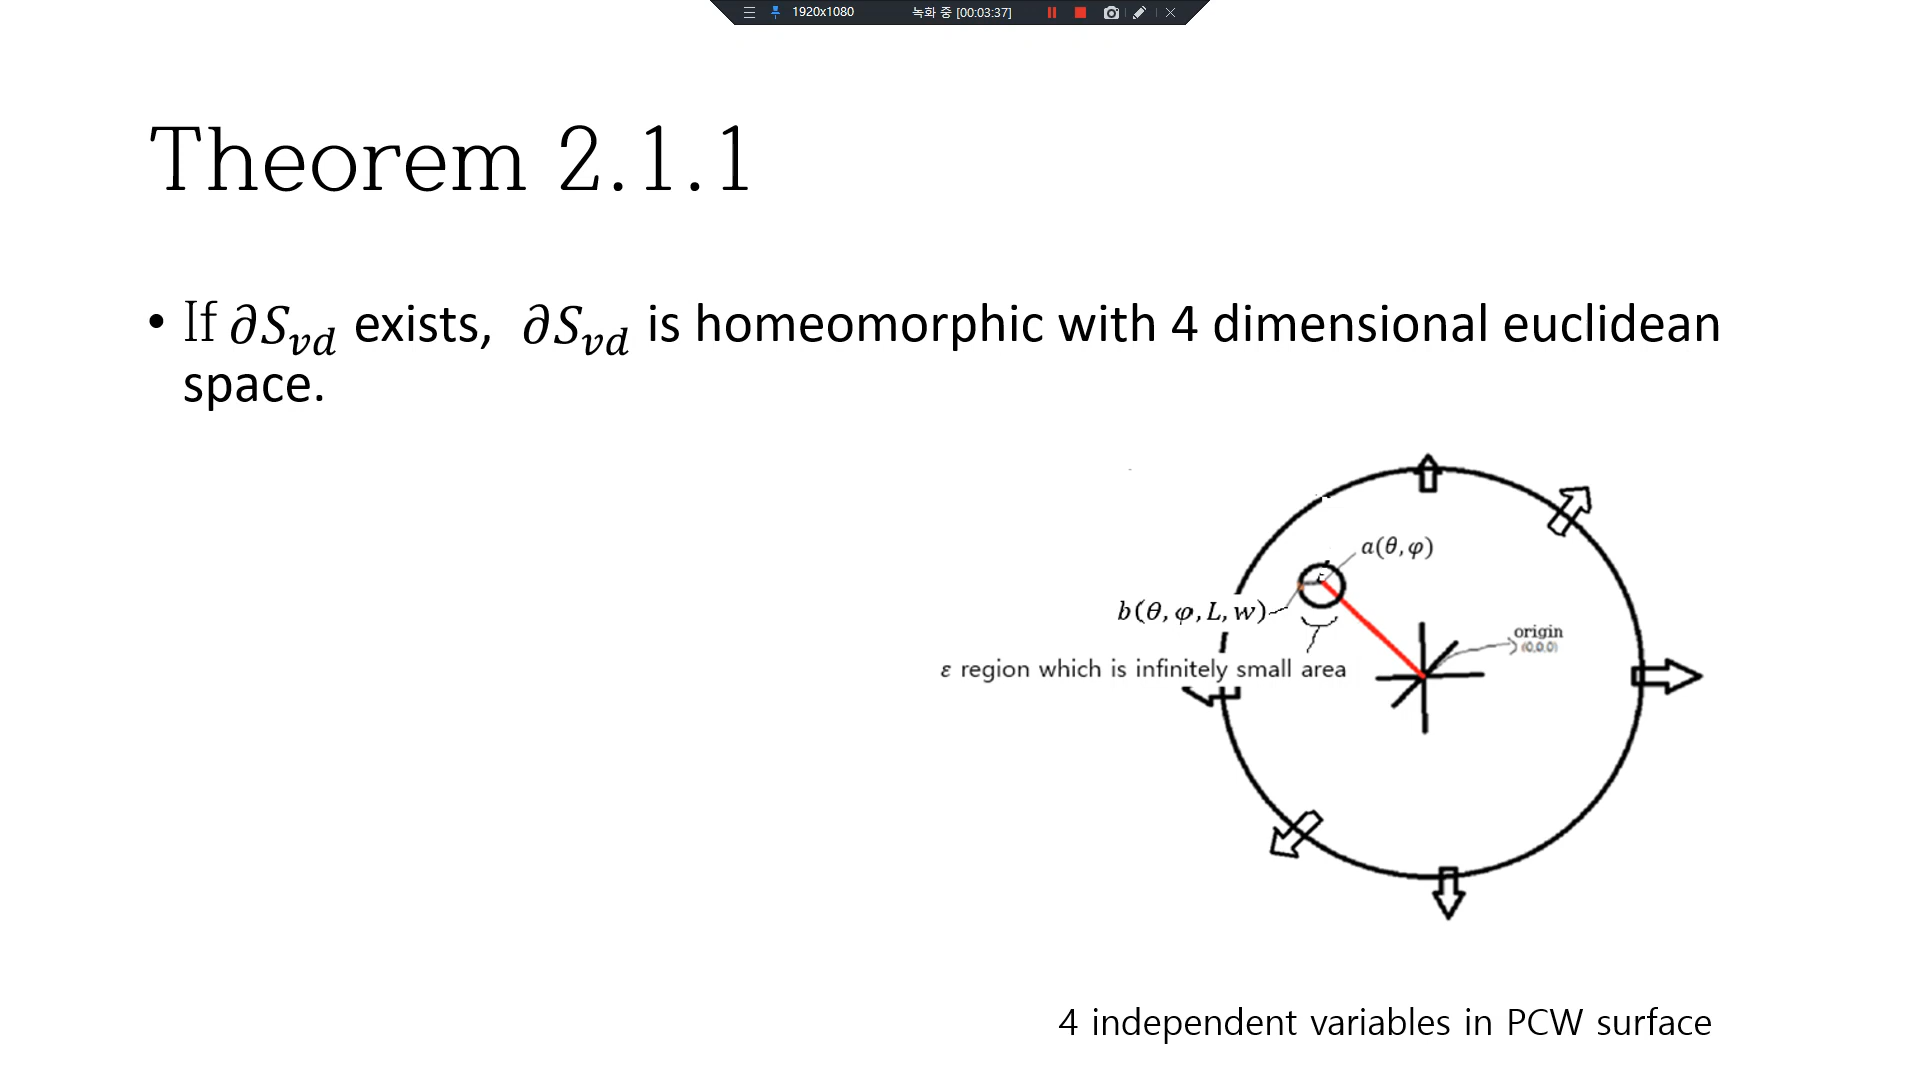 1920x1080 녹화 중 [00:03:37]
Theorem 2.1.1
• If ∂S_vd exists, ∂S_vd is homeomorphic with 4 dimensional euclidean
space.
a(θ,φ)
ε
b(θ,φ,L,w)
origin
(0,0,0)
ε region which is infinitely small area
4 independent variables in PCW surface